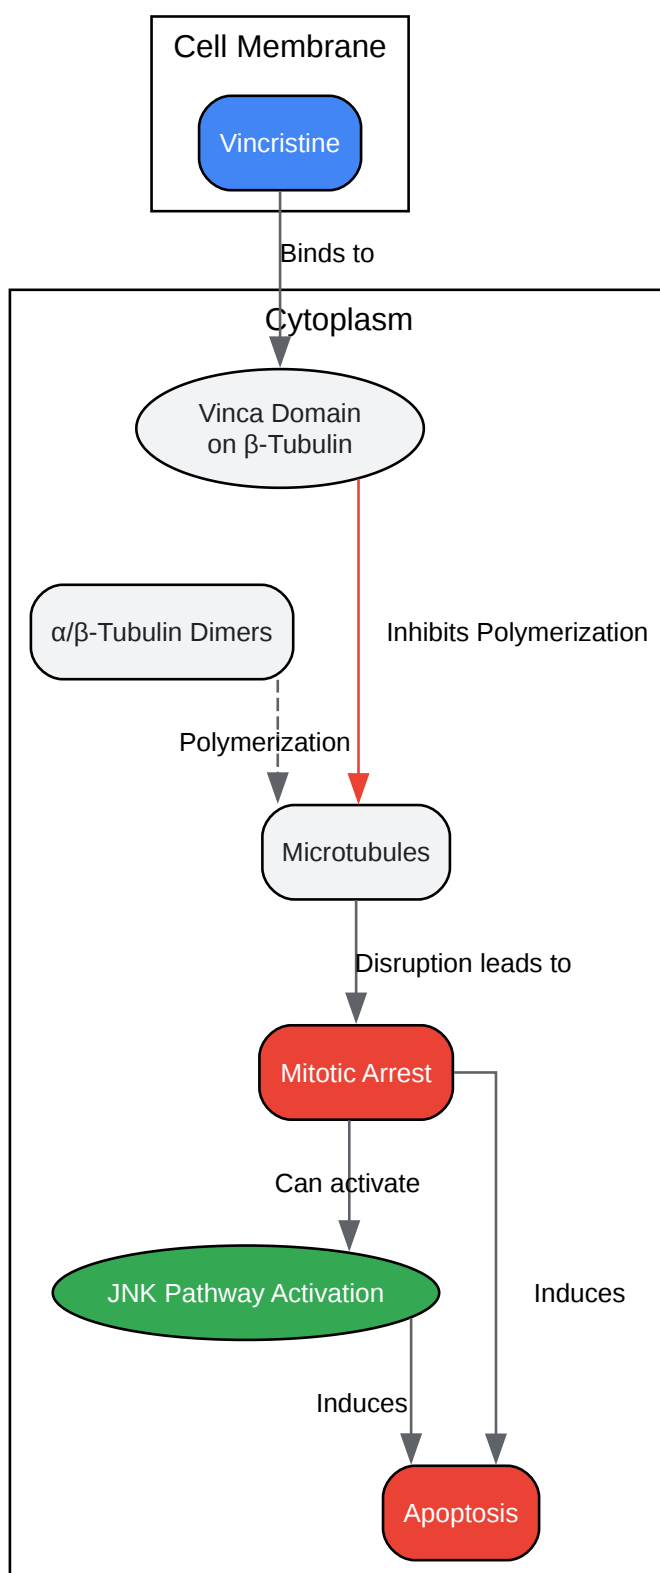 Cell Membrane
Vincristine
Binds to
Cytoplasm
Vinca Domain
on β-Tubulin
α/β-Tubulin Dimers
Inhibits Polymerization
Polymerization
Microtubules
Disruption leads to
Mitotic Arrest
Can activate
JNK Pathway Activation
Induces
Induces
Apoptosis